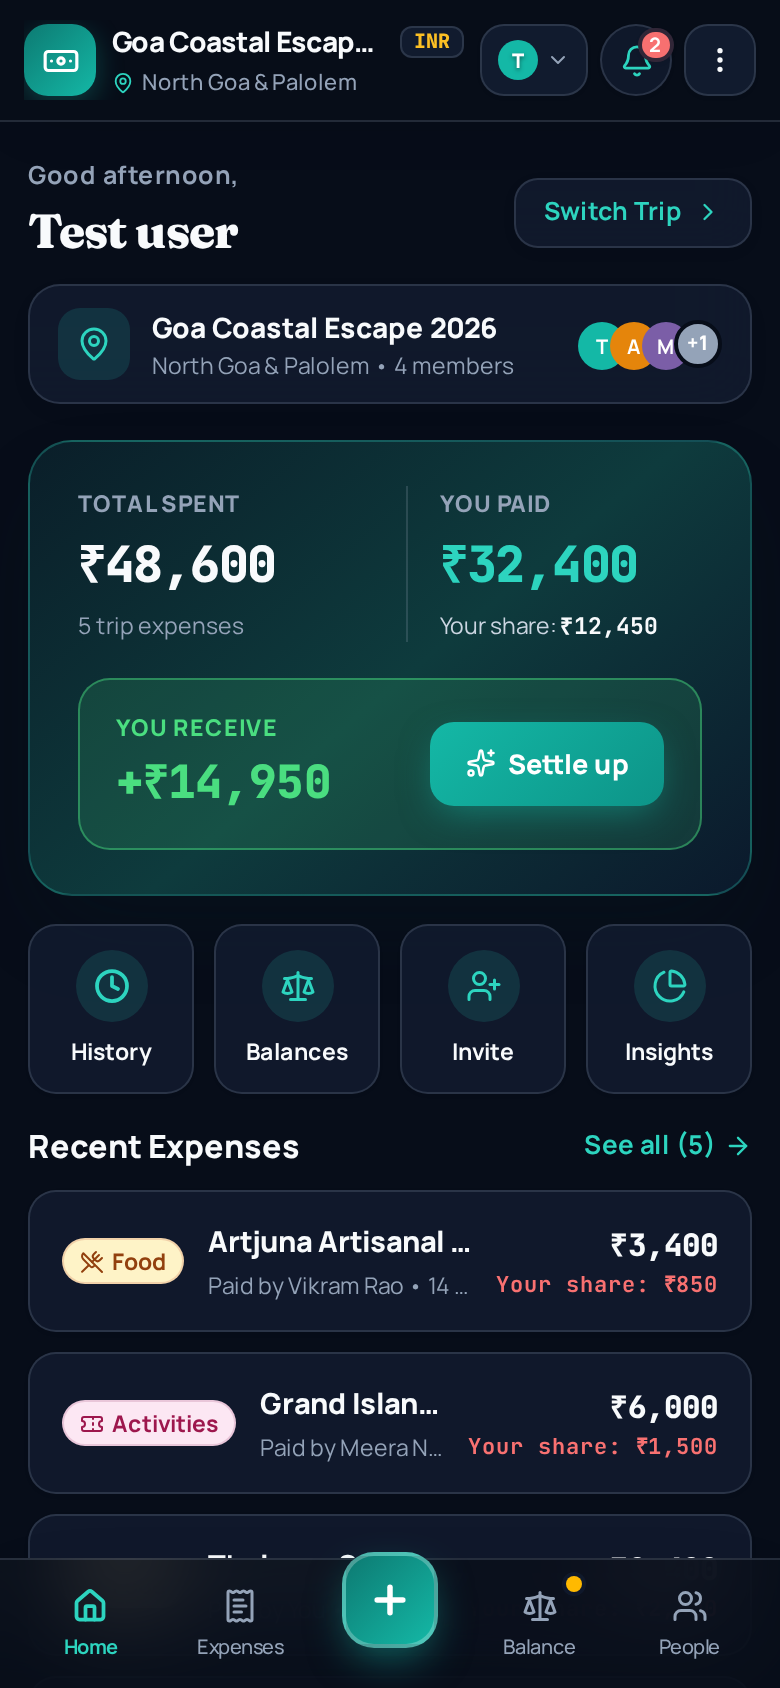 Goa Coastal Escap...
INR
T
2
North Goa & Palolem
Good afternoon,
Test user
Switch Trip
Goa Coastal Escape 2026
North Goa & Palolem • 4 members
T A M +1
TOTAL SPENT
₹48,600
5 trip expenses
YOU PAID
₹32,400
Your share: ₹12,450
YOU RECEIVE
+₹14,950
Settle up
History
Balances
Invite
Insights
Recent Expenses
See all (5)
Food
Artjuna Artisanal ...
₹3,400
Paid by Vikram Rao • 14 ...
Your share: ₹850
Activities
Grand Islan...
₹6,000
Paid by Meera N...
Your share: ₹1,500
Home
Expenses
Balance
People